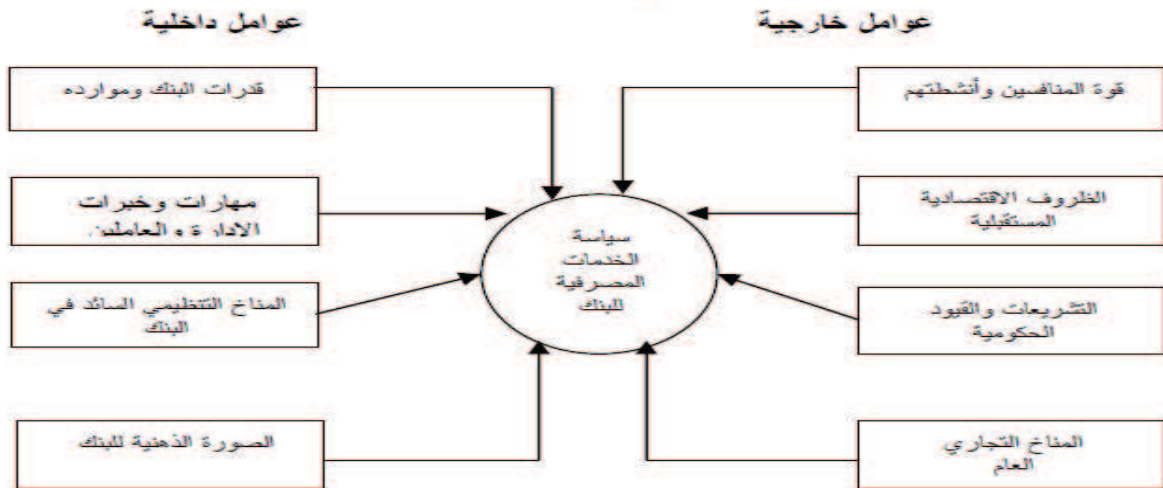 عوامل خارجية
عوامل داخلية
قوة المنافسين وأنشطتهم
قدرات البنك وموارده
الظروف الاقتصادية
المستقبلية
مهارات وخبرات
الادارة والعاملين
سياسة
الخدمات
المصرفية
للبنك
التشريعات والقيود
الحكومية
المناخ التنظيمي السائد في
البنك
المناخ التجاري
العام
الصورة الذهنية للبنك